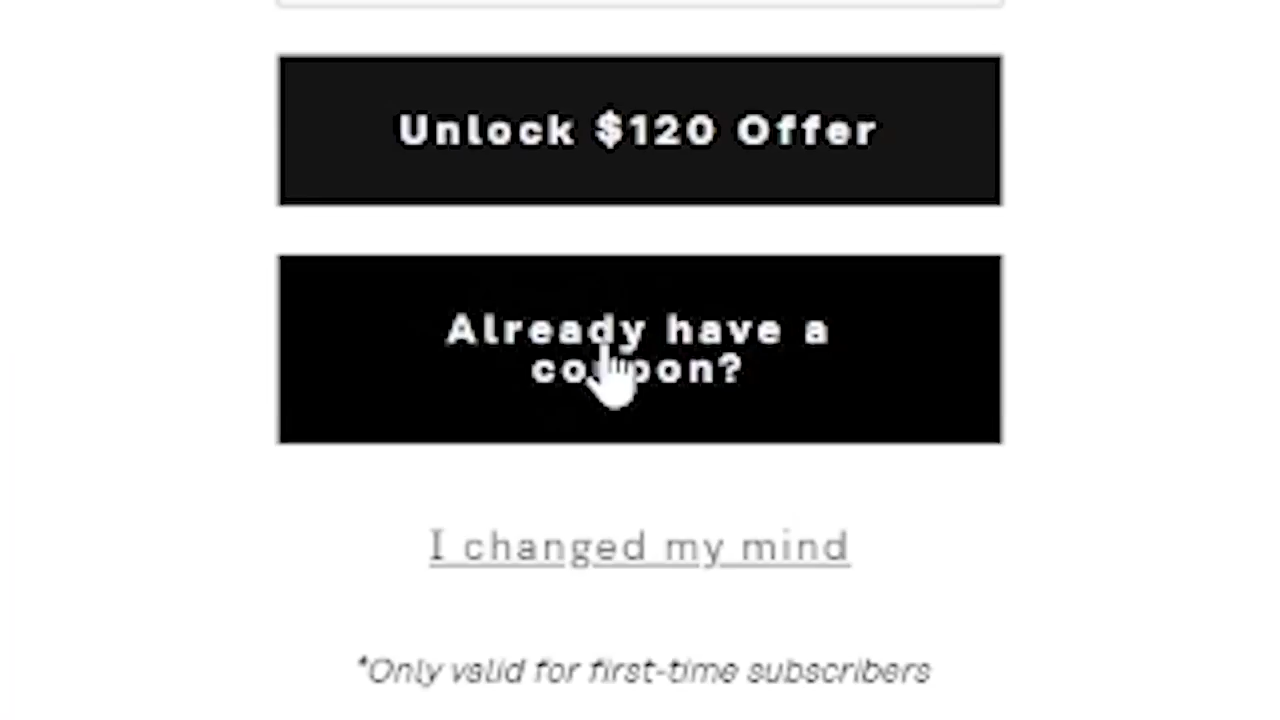 Unlock $120 Offer
Already have a
coupon?
I changed my mind
*Only valid for first-time subscribers